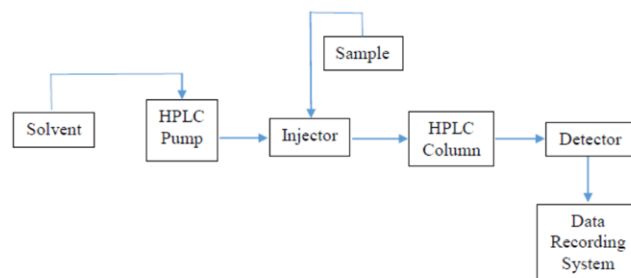 Sample
Solvent
HPLC
Pump
Injector
HPLC
Column
Detector
Data
Recording
System